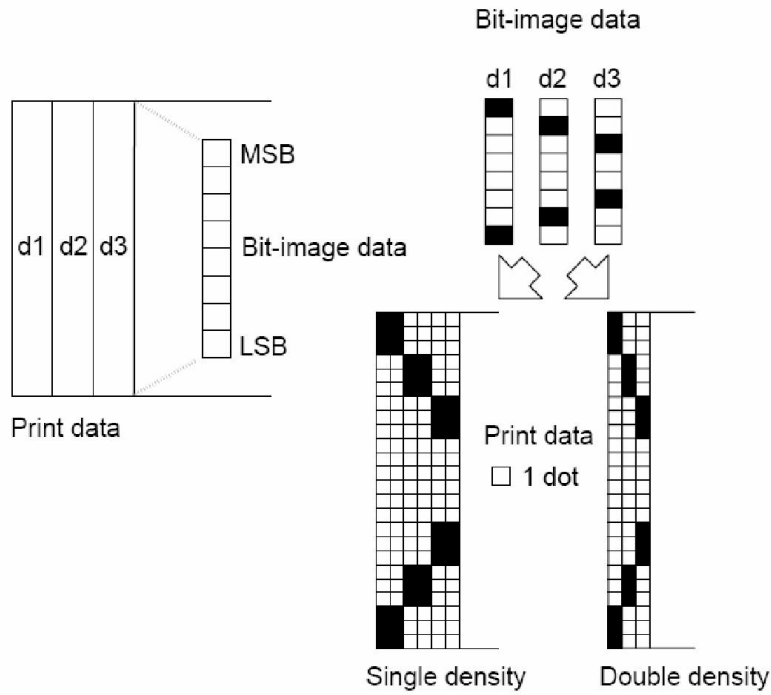 Bit-image data
d1 d2 d3
MSB
d1 d2 d3
Bit-image data
LSB
Print data
Print data
1 dot
Single density
Double density